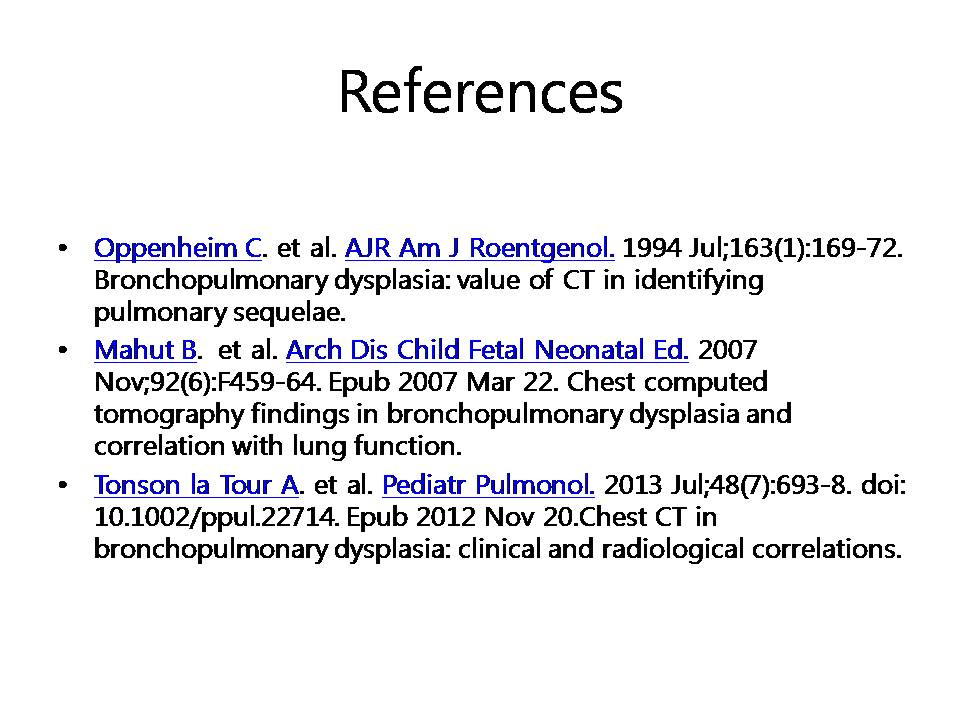 References
• Oppenheim C. et al. AJR Am J Roentgenol. 1994 Jul;163(1):169-72.
Bronchopulmonary dysplasia: value of CT in identifying
pulmonary sequelae.
• Mahut B.  et al. Arch Dis Child Fetal Neonatal Ed. 2007
Nov;92(6):F459-64. Epub 2007 Mar 22. Chest computed
tomography findings in bronchopulmonary dysplasia and
correlation with lung function.
• Tonson la Tour A. et al. Pediatr Pulmonol. 2013 Jul;48(7):693-8. doi:
10.1002/ppul.22714. Epub 2012 Nov 20.Chest CT in
bronchopulmonary dysplasia: clinical and radiological correlations.